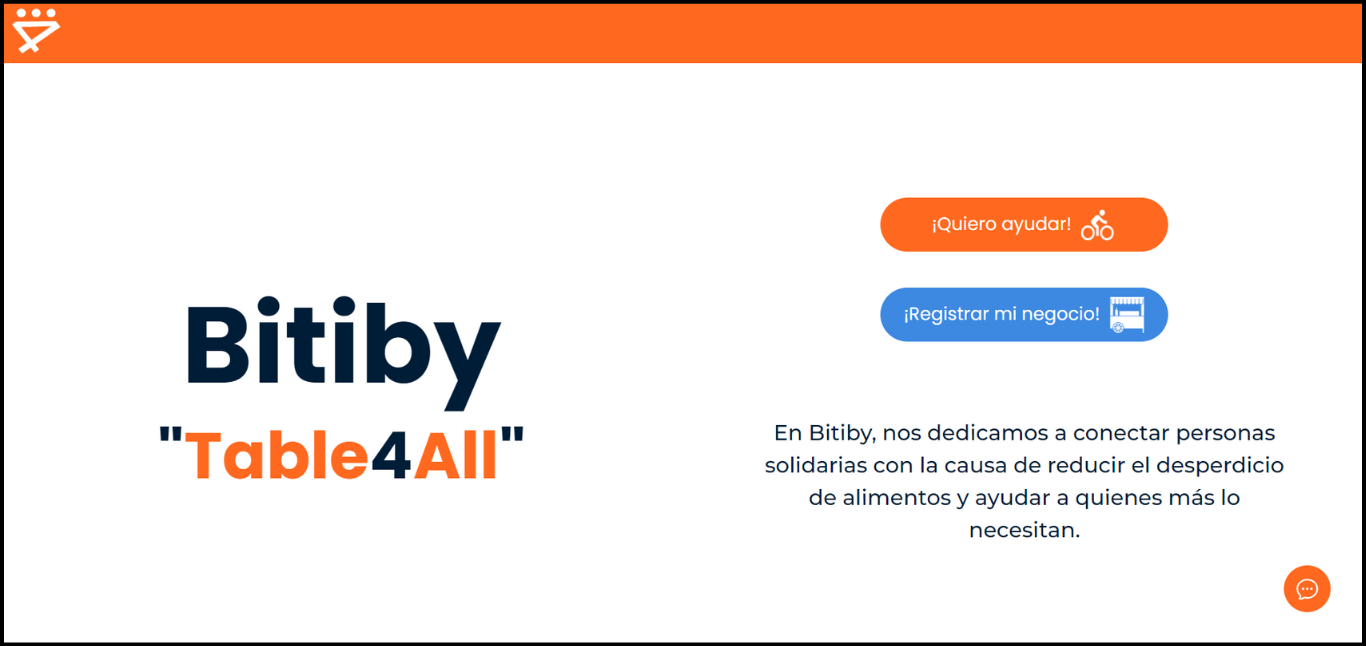 Bitiby
"Table4All"
¡Quiero ayudar!
¡Registrar mi negocio!
En Bitiby, nos dedicamos a conectar personas
solidarias con la causa de reducir el desperdicio
de alimentos y ayudar a quienes más lo
necesitan.